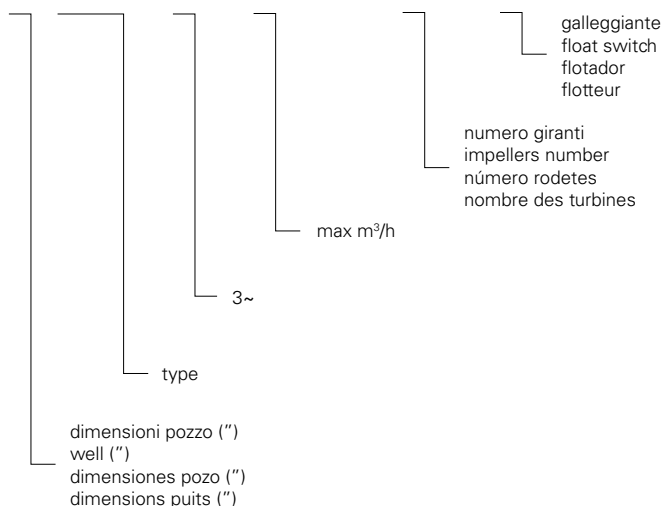 galleggiante
float switch
flotador
flotteur
numero giranti
impellers number
número rodetes
nombre des turbines
max m³/h
3~
type
dimensioni pozzo (”)
well (”)
dimensiones pozo (”)
dimensions puits (”)